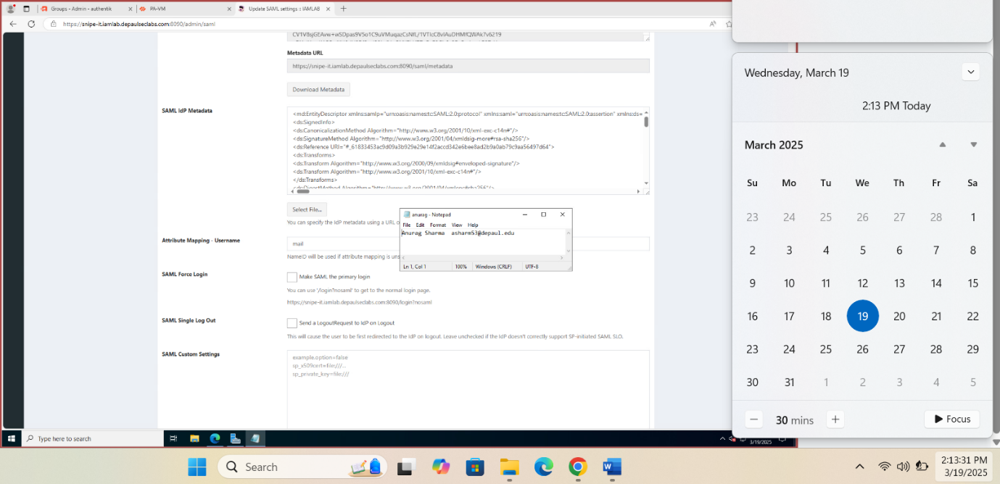 Groups - Admin - authentik
PA-VM
Update SAML settings :: IAMLAB
https://snipe-it.iamlab.depaulseclabs.com:8090/admin/saml
Metadata URL
https://snipe-it.iamlab.depaulseclabs.com:8090/saml/metadata
Download Metadata
SAML IdP Metadata
<md:EntityDescriptor xmlns:samlp="urn:oasis:names:tc:SAML:2.0:protocol" xmlns:saml="urn:oasis:names:tc:SAML:2.0:assertion" xmlns:ds=
<ds:SignedInfo>
<ds:CanonicalizationMethod Algorithm="http://www.w3.org/2001/10/xml-exc-c14n#"/>
<ds:SignatureMethod Algorithm="http://www.w3.org/2001/04/xmldsig-more#rsa-sha256"/>
<ds:Reference URI="#_61833453ac9d09a3b929e29e14f2accd342e6bee8ad2b9a0ab79c9aa56497d64">
<ds:Transforms>
<ds:Transform Algorithm="http://www.w3.org/2000/09/xmldsig#enveloped-signature"/>
<ds:Transform Algorithm="http://www.w3.org/2001/10/xml-exc-c14n#"/>
</ds:Transforms>
<ds:DigestMethod Algorithm="http://www.w3.org/2001/04/xmlenc#sha256"/>
Select File...
You can specify the IdP metadata using a URL o
Attribute Mapping - Username
mail
NameID will be used if attribute mapping is uns
anurag - Notepad
File Edit Format View Help
Anurag Sharma asharm53@depaul.edu
Ln 1, Col 1 100% Windows (CRLF) UTF-8
SAML Force Login
Make SAML the primary login
You can use '/login?nosaml' to get to the normal login page.
https://snipe-it.iamlab.depaulseclabs.com:8090/login?nosaml
SAML Single Log Out
Send a LogoutRequest to IdP on Logout
This will cause the user to be first redirected to the IdP on logout. Leave unchecked if the IdP doesn't correctly support SP-initiated SAML SLO.
SAML Custom Settings
example.option=false
sp_x509cert=file:///...
sp_private_key=file:///
Type here to search
3/19/2025
Wednesday, March 19
2:13 PM Today
March 2025
Su Mo Tu We Th Fr Sa
23 24 25 26 27 28 1
2 3 4 5 6 7 8
9 10 11 12 13 14 15
16 17 18 19 20 21 22
23 24 25 26 27 28 29
30 31 1 2 3 4 5
30 mins
Focus
Search
2:13:31 PM
3/19/2025